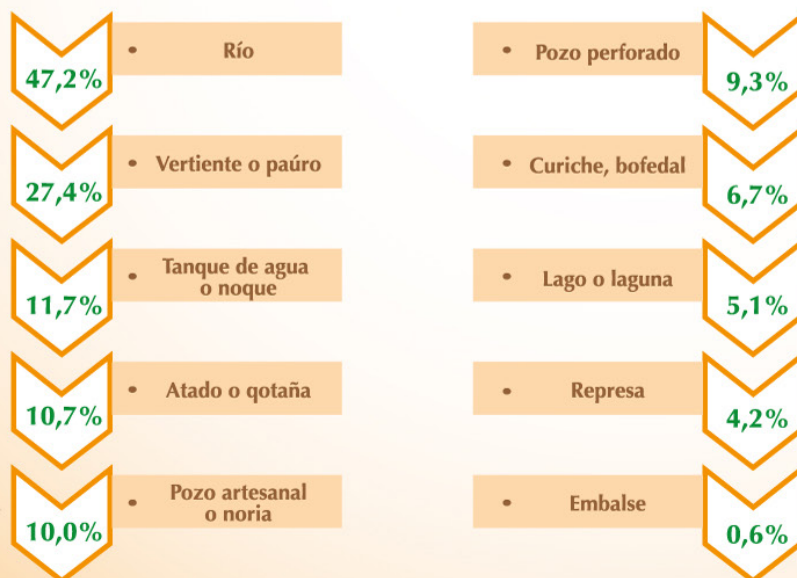 47,2%
• Río
27,4%
• Vertiente o paúro
11,7%
• Tanque de agua
o noque
10,7%
• Atado o qotaña
10,0%
• Pozo artesanal
o noria
• Pozo perforado
9,3%
• Curiche, bofedal
6,7%
• Lago o laguna
5,1%
• Represa
4,2%
• Embalse
0,6%